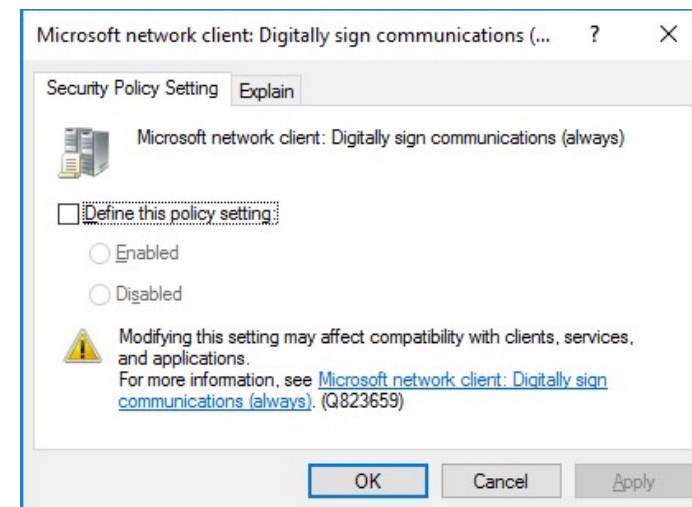 Microsoft network client: Digitally sign communications (... ? ×
Security Policy Setting Explain
Microsoft network client: Digitally sign communications (always)
Define this policy setting:
Enabled
Disabled
Modifying this setting may affect compatibility with clients, services,
and applications.
For more information, see Microsoft network client: Digitally sign
communications (always). (Q823659)
OK Cancel Apply